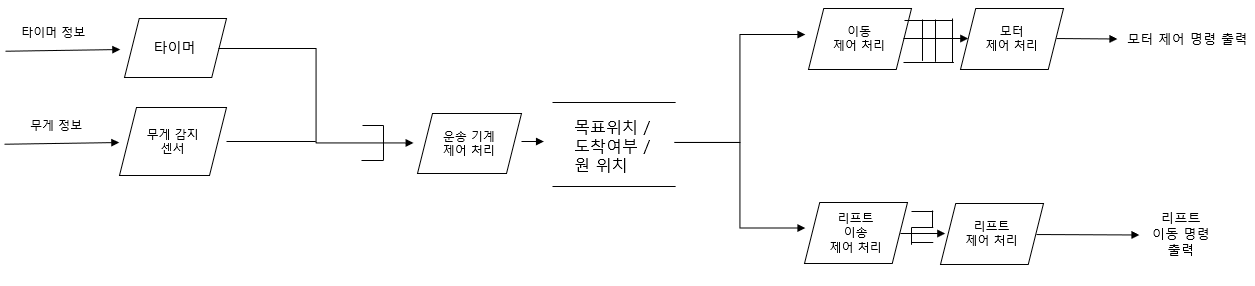 타이머 정보
타이머
무게 정보
무게 감지
센서
운송 기계
제어 처리
목표위치 /
도착여부 /
원 위치
이동
제어 처리
모터
제어 처리
모터 제어 명령 출력
리프트
이송
제어 처리
리프트
제어 처리
리프트
이동 명령
출력